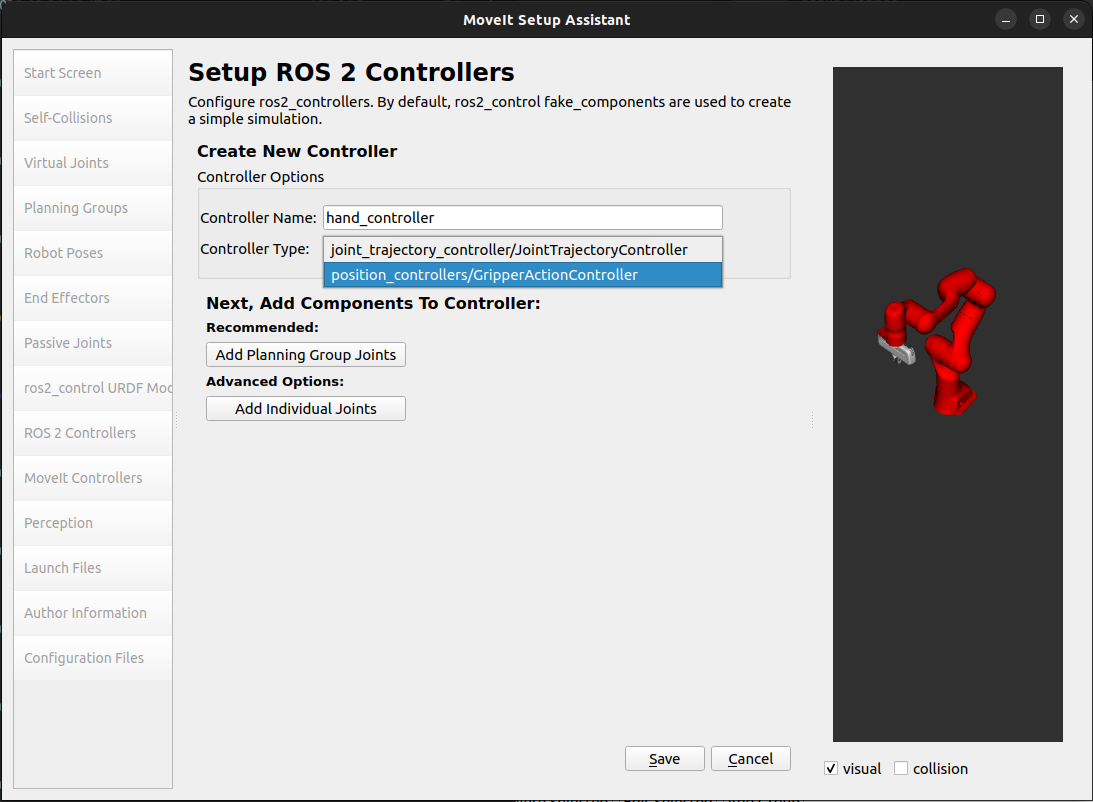 MoveIt Setup Assistant
Start Screen
Self-Collisions
Virtual Joints
Planning Groups
Robot Poses
End Effectors
Passive Joints
ros2_control URDF Moc
ROS 2 Controllers
MoveIt Controllers
Perception
Launch Files
Author Information
Configuration Files
Setup ROS 2 Controllers
Configure ros2_controllers. By default, ros2_control fake_components are used to create
a simple simulation.
Create New Controller
Controller Options
Controller Name: hand_controller
Controller Type:
joint_trajectory_controller/JointTrajectoryController
position_controllers/GripperActionController
Next, Add Components To Controller:
Recommended:
Add Planning Group Joints
Advanced Options:
Add Individual Joints
Save Cancel
visual collision